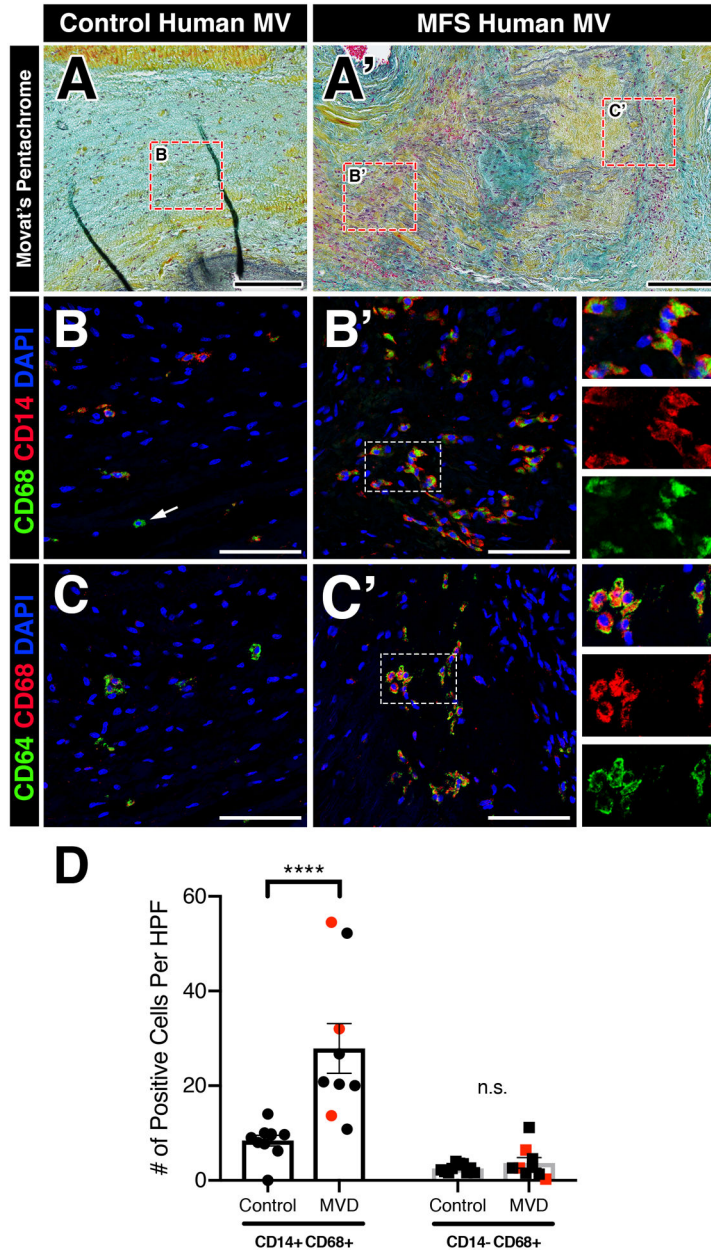 Control Human MV
MFS Human MV
Movat's Pentachrome
A
B
A'
B'
C'
CD68 CD14 DAPI
B
B'
CD64 CD68 DAPI
C
C'
D
****
# of Positive Cells Per HPF
60
40
20
0
n.s.
Control
MVD
Control
MVD
CD14+ CD68+
CD14- CD68+